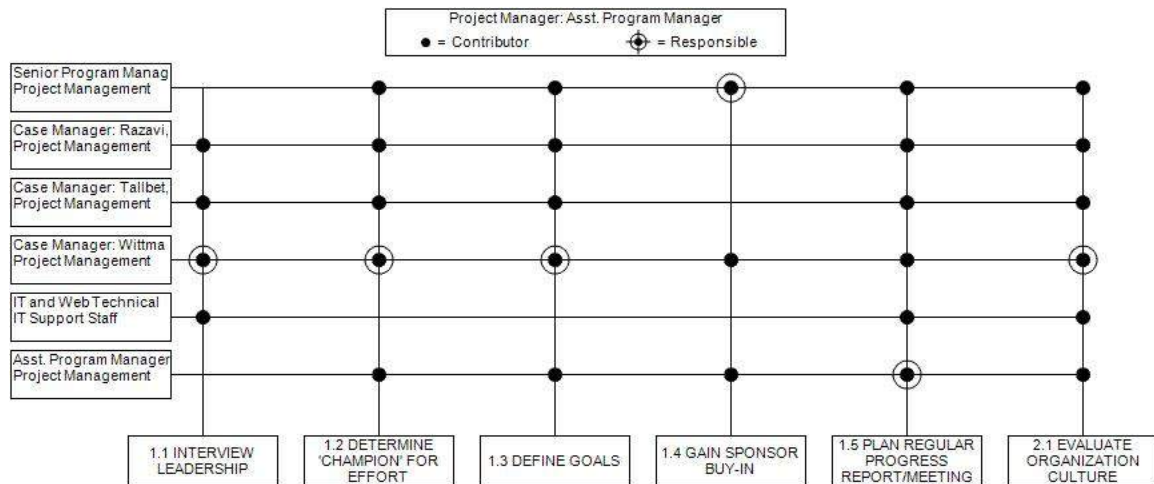 Project Manager: Asst. Program Manager
= Contributor
= Responsible
Senior Program Manag
Project Management
Case Manager: Razavi,
Project Management
Case Manager: Tallbet,
Project Management
Case Manager: Wittma
Project Management
IT and Web Technical
IT Support Staff
Asst. Program Manager
Project Management
1.1 INTERVIEW
LEADERSHIP
1.2 DETERMINE
'CHAMPION' FOR
EFFORT
1.3 DEFINE GOALS
1.4 GAIN SPONSOR
BUY-IN
1.5 PLAN REGULAR
PROGRESS
REPORT/MEETING
2.1 EVALUATE
ORGANIZATION
CULTURE